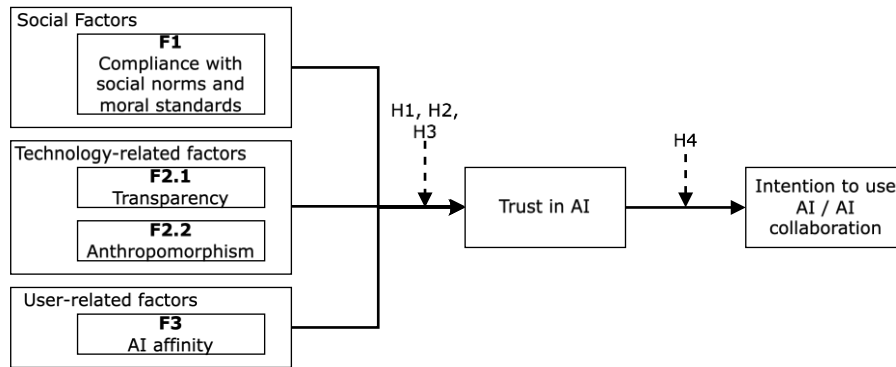 Social Factors
F1
Compliance with
social norms and
moral standards
Technology-related factors
F2.1
Transparency
F2.2
Anthropomorphism
User-related factors
F3
AI affinity
H1, H2,
H3
Trust in AI
H4
Intention to use
AI / AI
collaboration